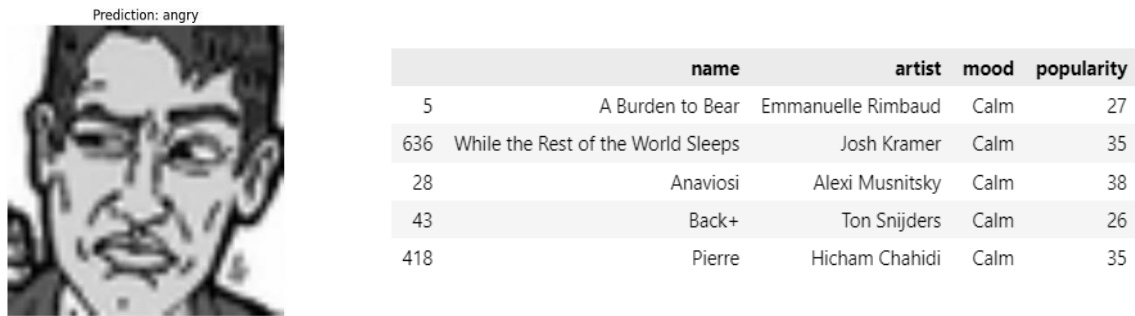 Prediction: angry
name artist mood popularity
5 A Burden to Bear Emmanuelle Rimbaud Calm 27
636 While the Rest of the World Sleeps Josh Kramer Calm 35
28 Anaviosi Alexi Musnitsky Calm 38
43 Back+ Ton Snijders Calm 26
418 Pierre Hicham Chahidi Calm 35